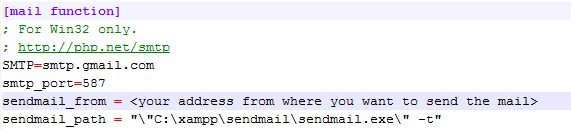 [mail function]
; For Win32 only.
; http://php.net/smtp
SMTP=smtp.gmail.com
smtp_port=587
sendmail_from = <your address from where you want to send the mail>
sendmail_path = "\"C:\xampp\sendmail\sendmail.exe\" -t"